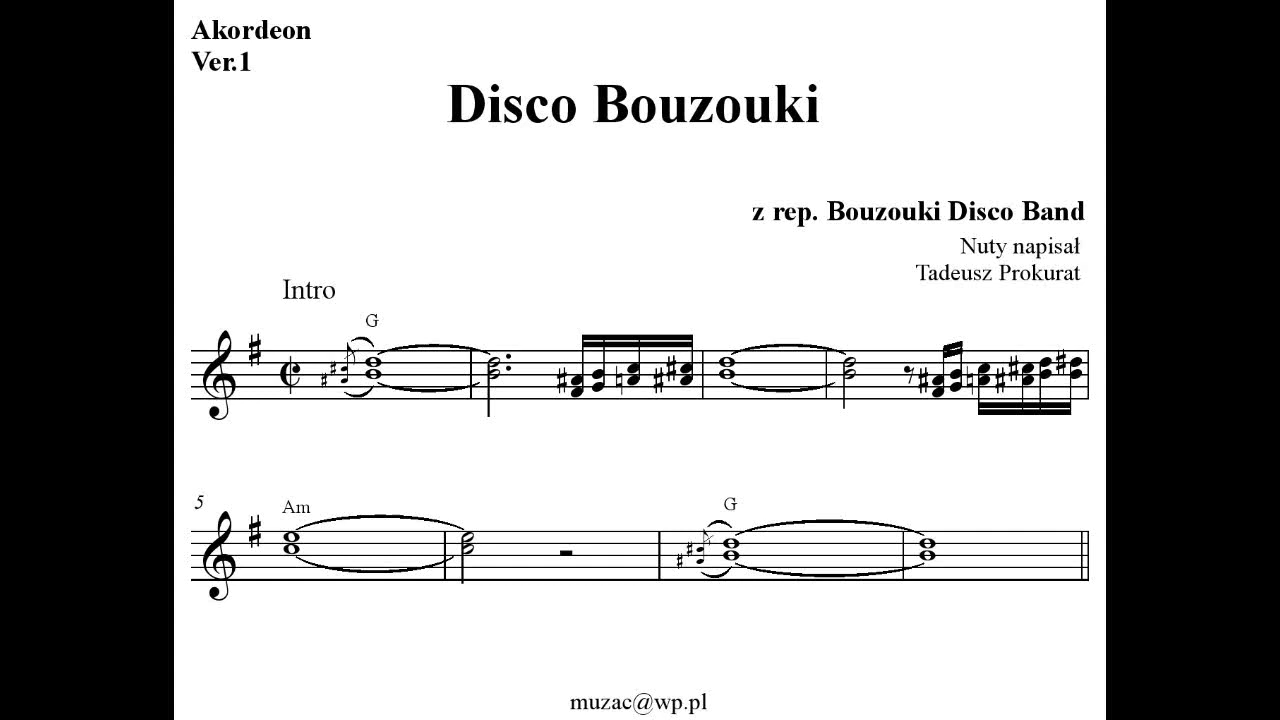 Akordeon
Ver.1
Disco Bouzouki
z rep. Bouzouki Disco Band
Nuty napisał
Tadeusz Prokurat
Intro
G
5
Am
G
muzac@wp.pl